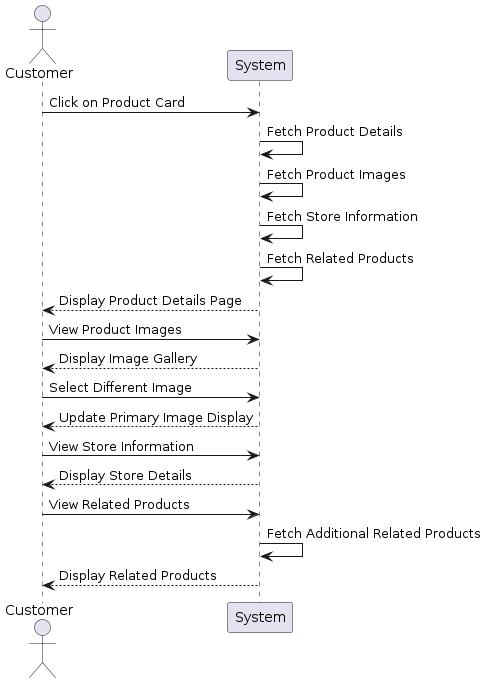 Customer
System
Click on Product Card
Fetch Product Details
Fetch Product Images
Fetch Store Information
Fetch Related Products
Display Product Details Page
View Product Images
Display Image Gallery
Select Different Image
Update Primary Image Display
View Store Information
Display Store Details
View Related Products
Fetch Additional Related Products
Display Related Products
Customer
System